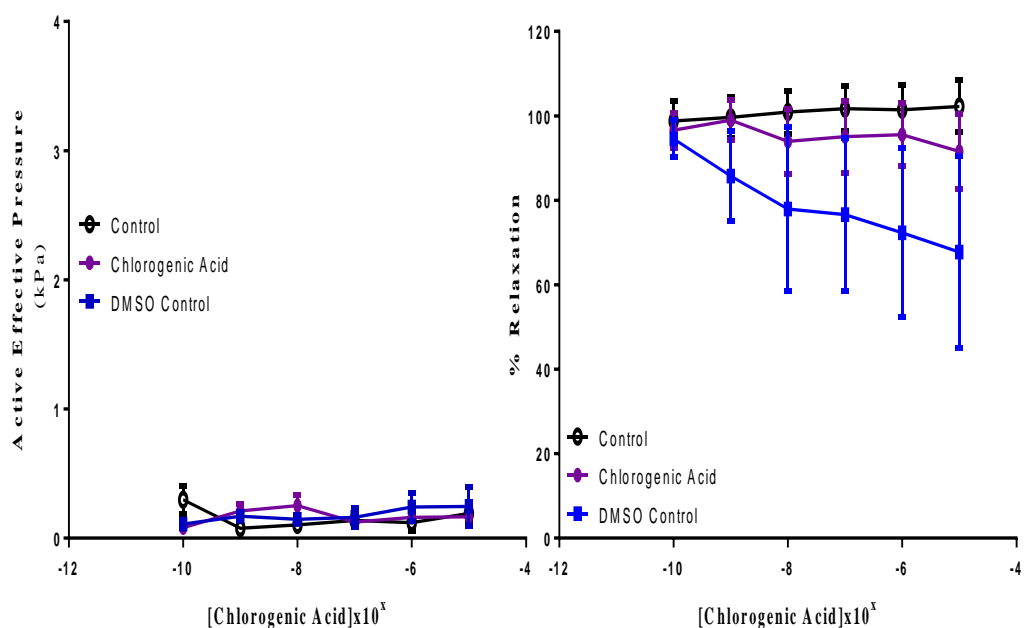 Active Effective Pressure
(kPa)
4
3
2
1
0
-12
-10
-8
-6
-4
Control
Chlorogenic Acid
DMSO Control
[Chlorogenic Acid]x10^x
% Relaxation
120
100
80
60
40
20
0
-12
-10
-8
-6
-4
Control
Chlorogenic Acid
DMSO Control
[Chlorogenic Acid]x10^x